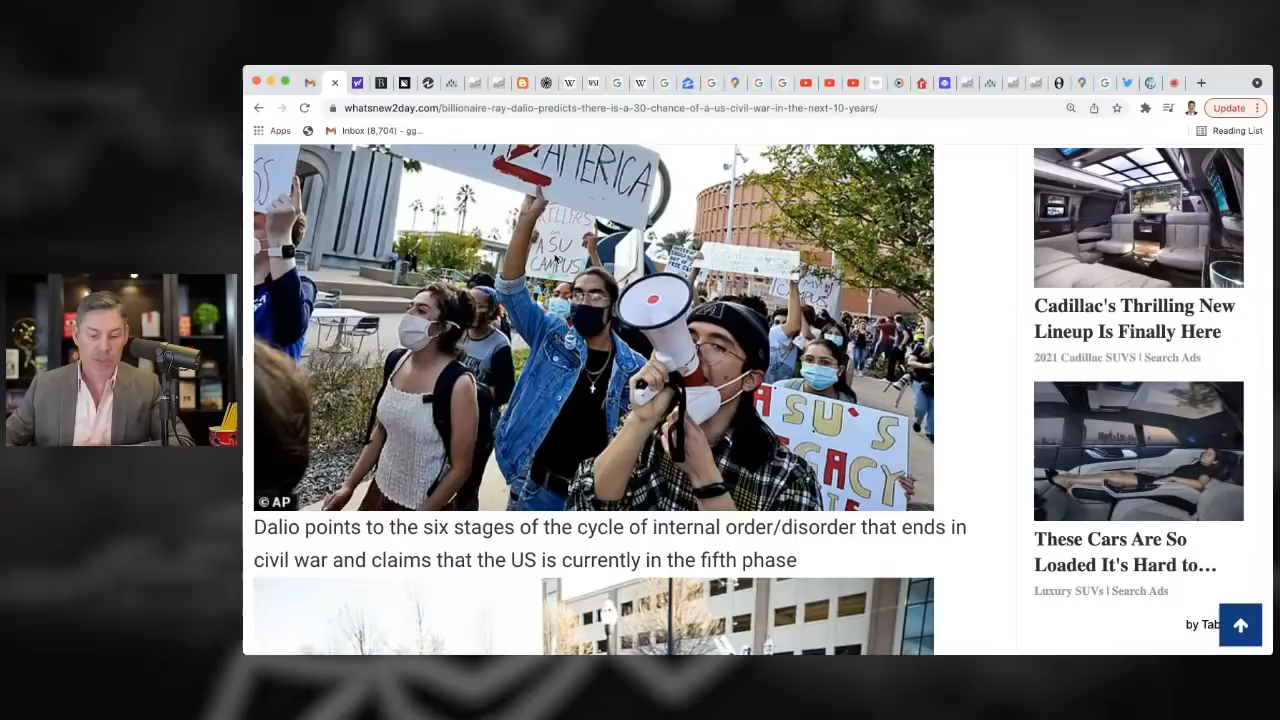 WSJ
whatsnew2day.com/billionaire-ray-dalio-predicts-there-is-a-30-chance-of-a-us-civil-war-in-the-next-10-years/
Update
Apps
Inbox (8,704) - gg...
Reading List
2 AMERICA
KILLERS
ON
ASU
CAMPUS!
ASU'S
© AP
Dalio points to the six stages of the cycle of internal order/disorder that ends in
civil war and claims that the US is currently in the fifth phase
Cadillac's Thrilling New
Lineup Is Finally Here
2021 Cadillac SUVS | Search Ads
These Cars Are So
Loaded It's Hard to...
Luxury SUVs | Search Ads
by Tab